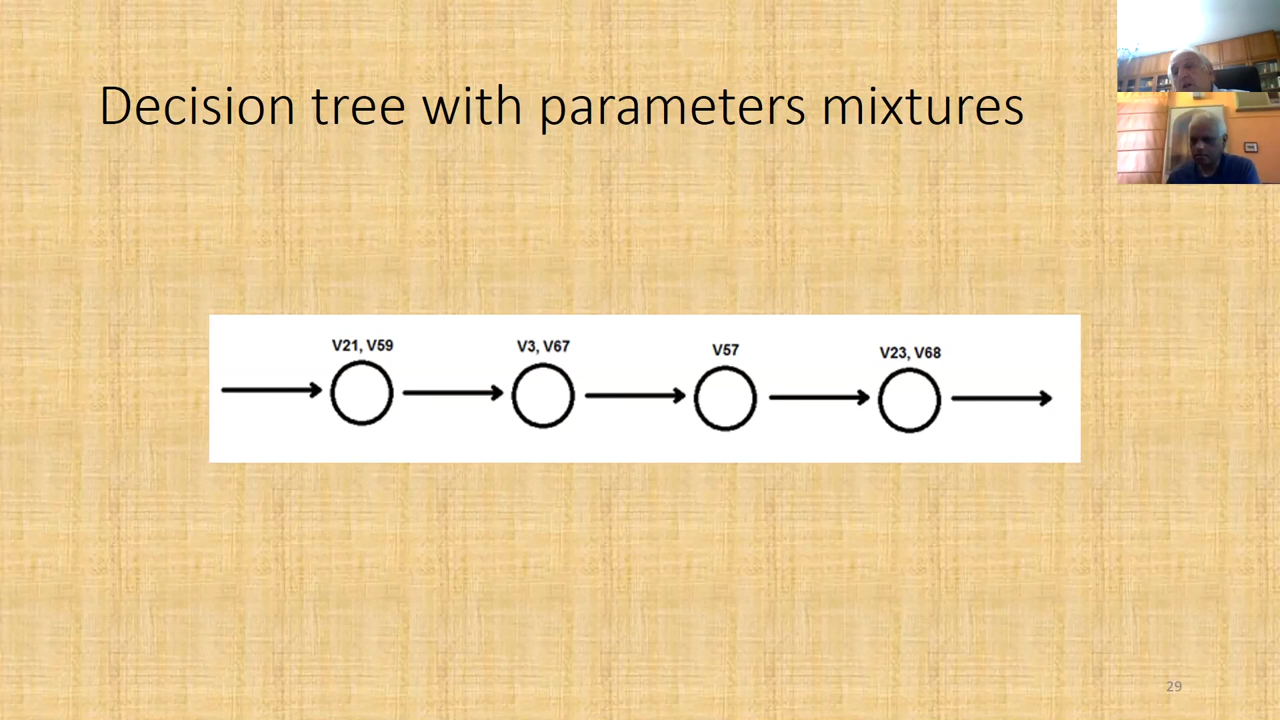 Decision tree with parameters mixtures
V21, V59
V3, V67
V57
V23, V68
29